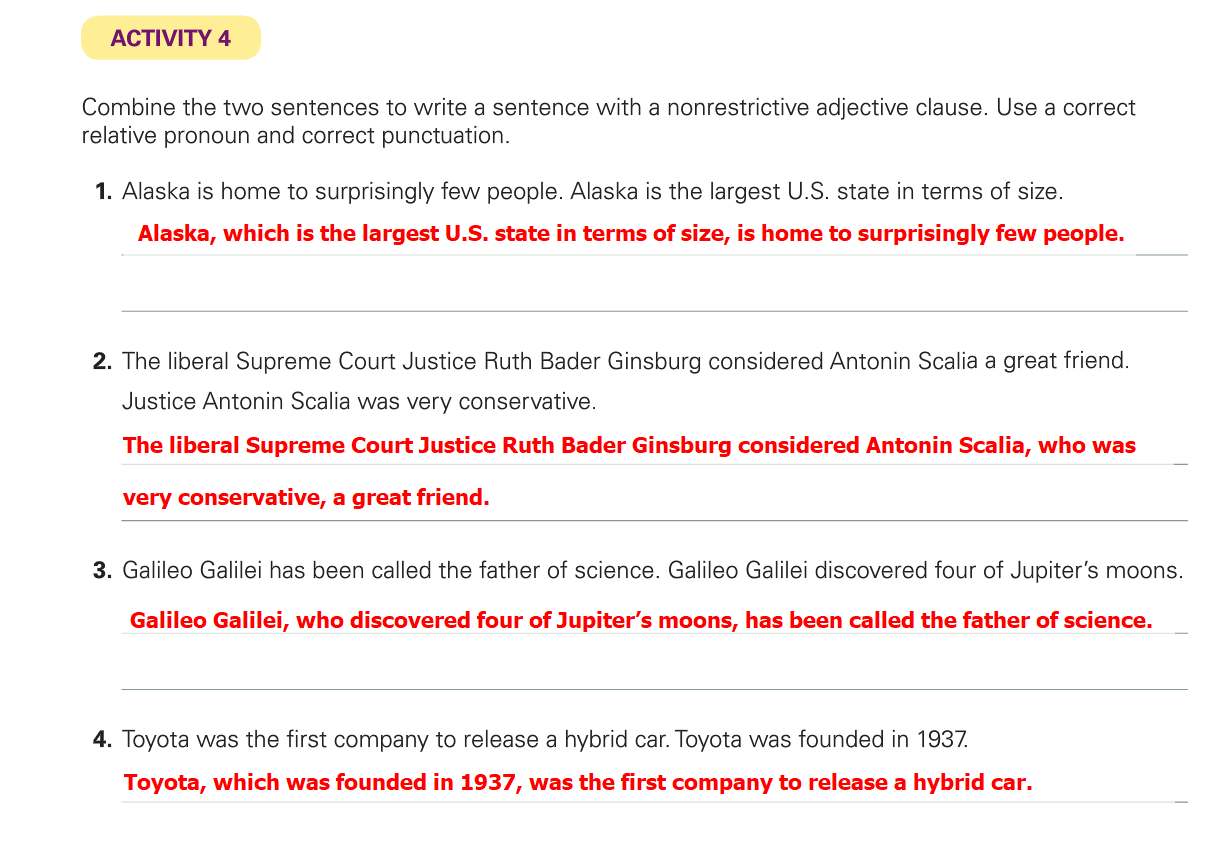 ACTIVITY 4
Combine the two sentences to write a sentence with a nonrestrictive adjective clause. Use a correct
relative pronoun and correct punctuation.
1. Alaska is home to surprisingly few people. Alaska is the largest U.S. state in terms of size.
Alaska, which is the largest U.S. state in terms of size, is home to surprisingly few people.
2. The liberal Supreme Court Justice Ruth Bader Ginsburg considered Antonin Scalia a great friend.
Justice Antonin Scalia was very conservative.
The liberal Supreme Court Justice Ruth Bader Ginsburg considered Antonin Scalia, who was
very conservative, a great friend.
3. Galileo Galilei has been called the father of science. Galileo Galilei discovered four of Jupiter’s moons.
Galileo Galilei, who discovered four of Jupiter’s moons, has been called the father of science.
4. Toyota was the first company to release a hybrid car. Toyota was founded in 1937.
Toyota, which was founded in 1937, was the first company to release a hybrid car.